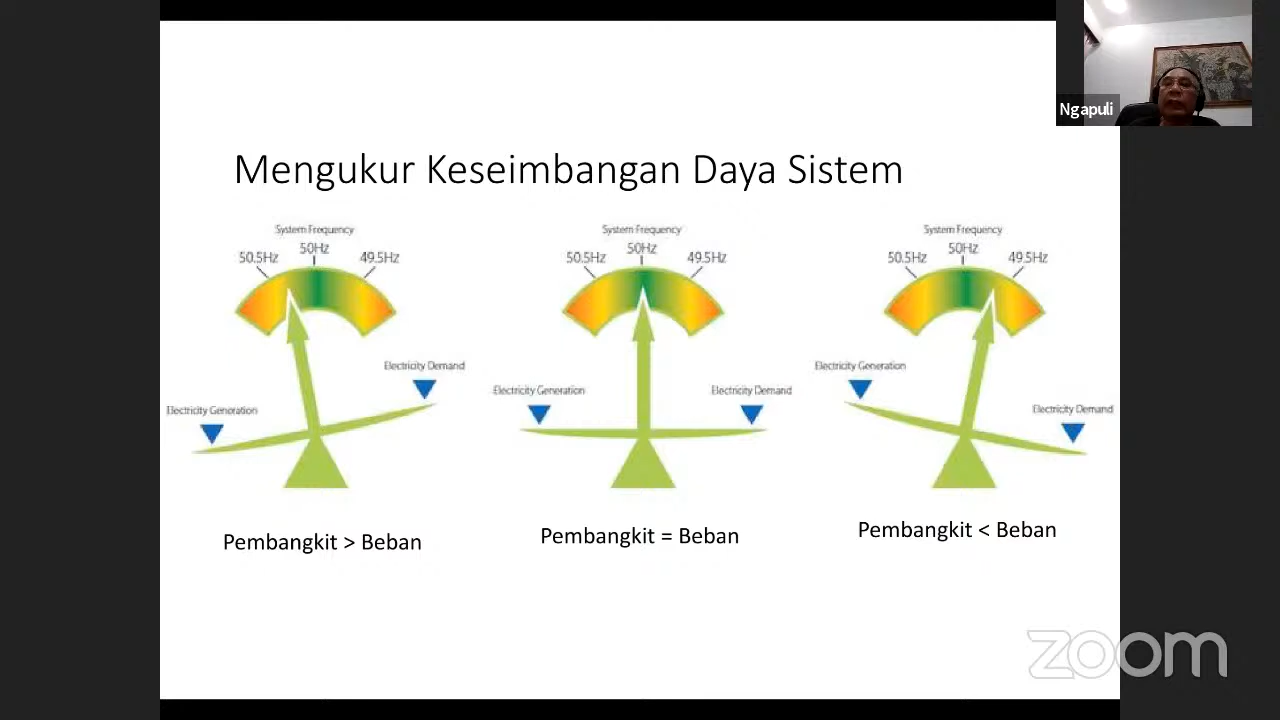 Ngapuli
Mengukur Keseimbangan Daya Sistem
System Frequency
50Hz
50.5Hz
49.5Hz
Electricity Demand
Electricity Generation
Pembangkit > Beban
System Frequency
50Hz
50.5Hz
49.5Hz
Electricity Generation
Electricity Demand
Pembangkit = Beban
System Frequency
50Hz
50.5Hz
49.5Hz
Electricity Generation
Electricity Demand
Pembangkit < Beban
zoom